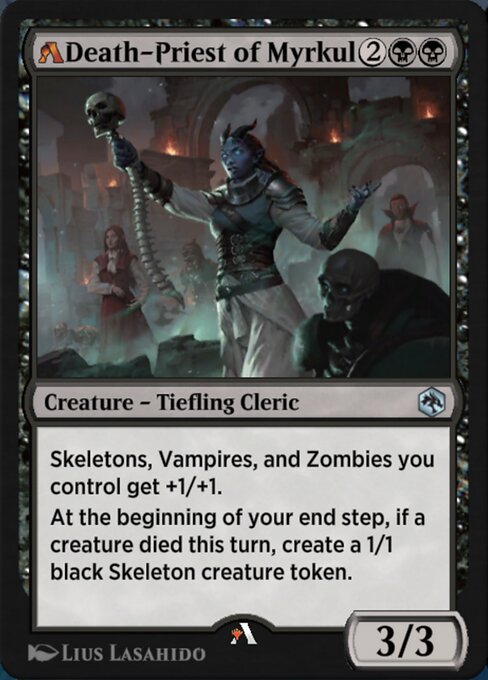 Death-Priest of Myrkul 2
Creature – Tiefling Cleric
Skeletons, Vampires, and Zombies you
control get +1/+1.
At the beginning of your end step, if a
creature died this turn, create a 1/1
black Skeleton creature token.
3/3
Lius Lasahido